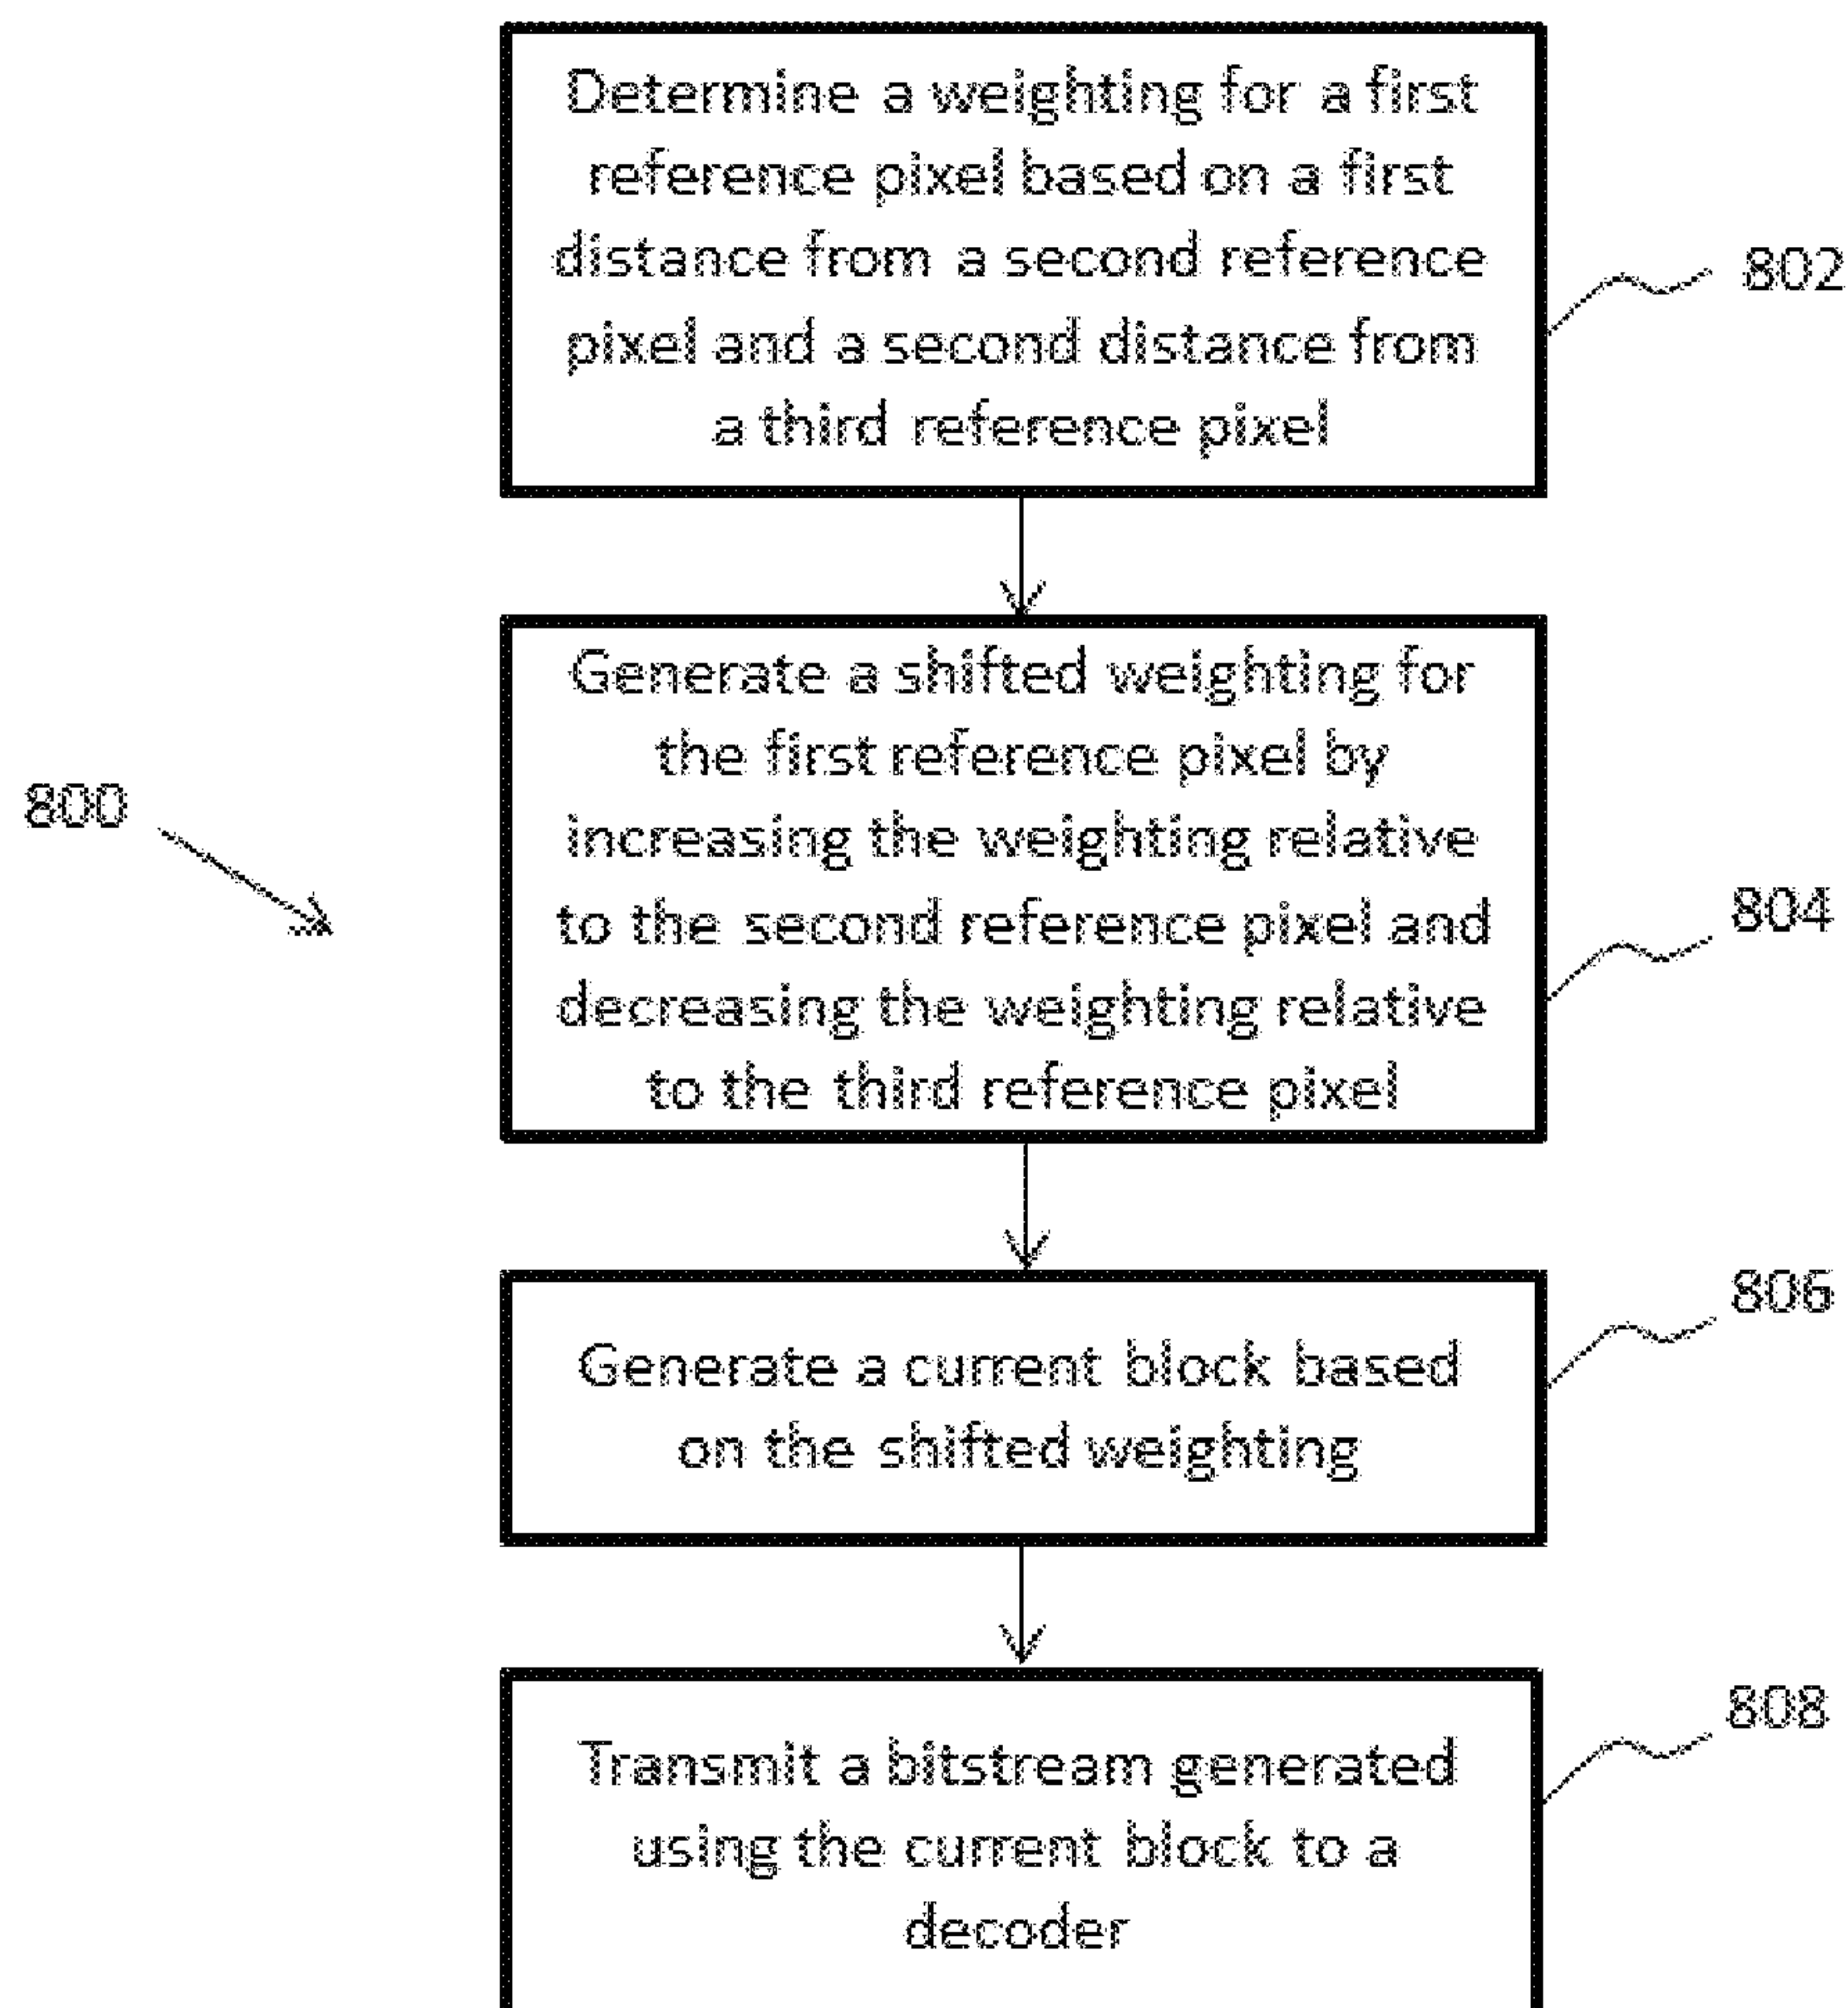 Determine a weighting for a first
reference pixel based on a first
distance from a second reference
pixel and a second distance from
a third reference pixel
802
Generate a shifted weighting for
the first reference pixel by
increasing the weighting relative
to the second reference pixel and
decreasing the weighting relative
to the third reference pixel
800
804
Generate a current block based
on the shifted weighting
806
Transmit a bitstream generated
using the current block to a
decoder
808